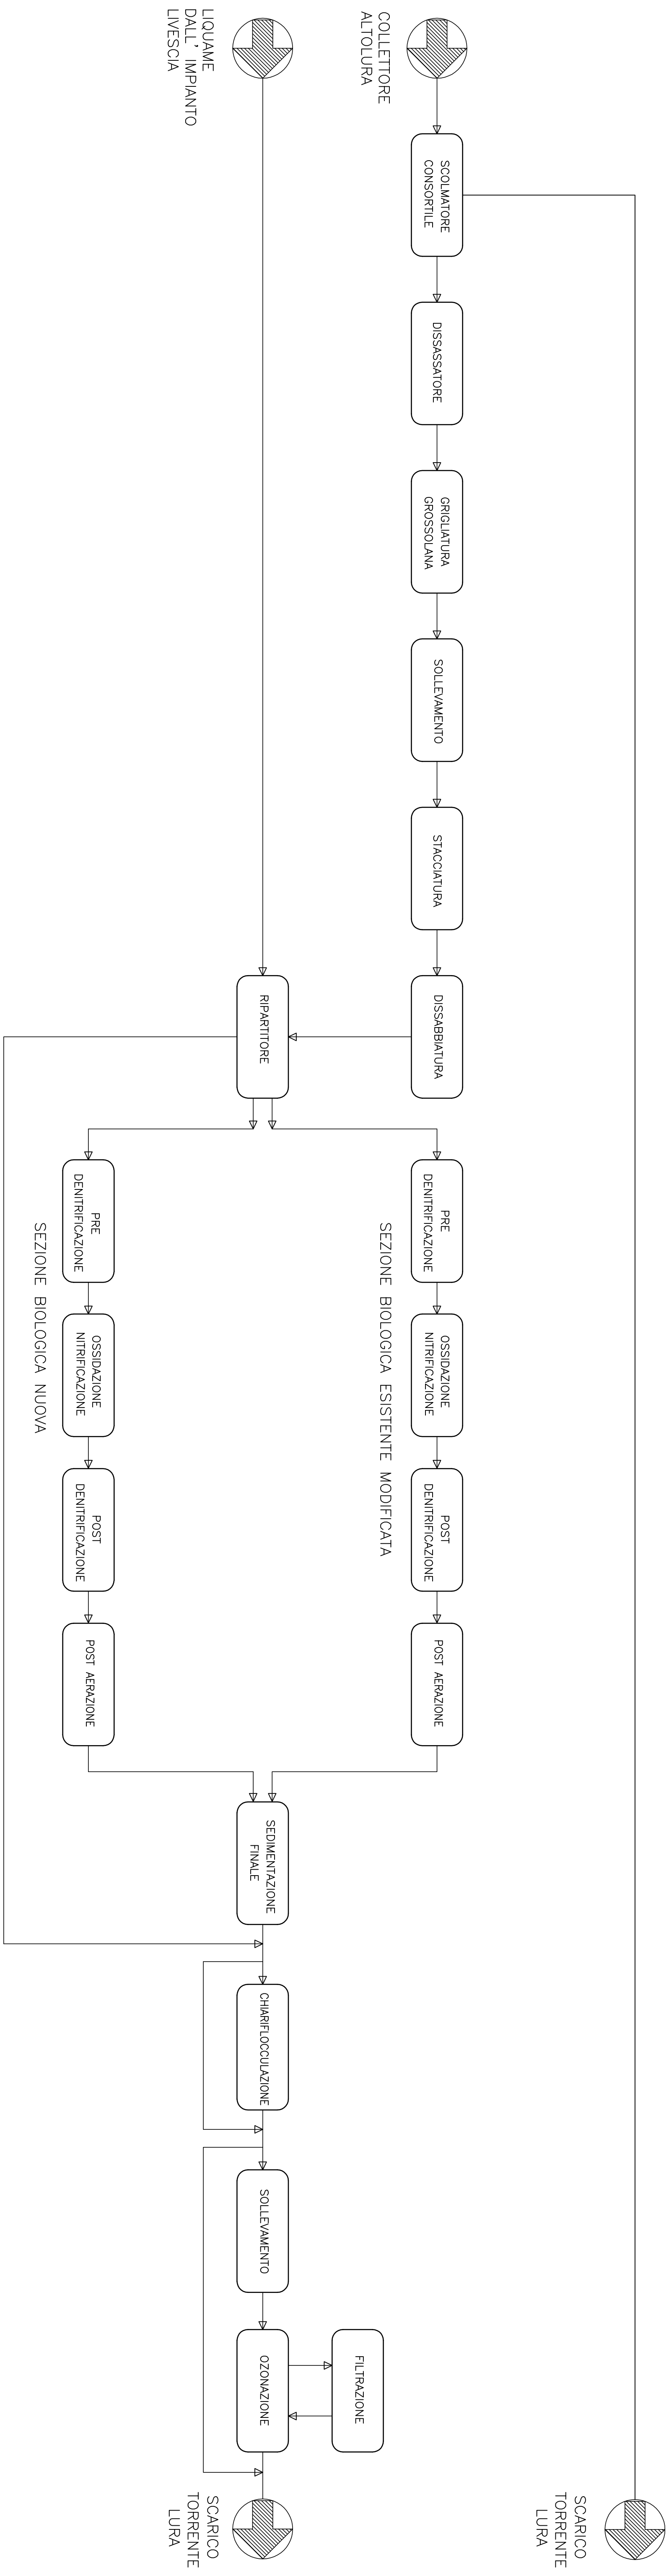 COLLETTORE
ALTOLURA
SCOLMATORE
CONSORTILE
DISSASSATORE
GRIGLIATURA
GROSSOLANA
SOLLEVAMENTO
STACCIATURA
DISSABBIATURA
LIQUAME
DALL' IMPIANTO
LIVESCIA
RIPARTITORE
PRE
DENITRIFICAZIONE
OSSIDAZIONE
NITRIFICAZIONE
POST
DENITRIFICAZIONE
POST AERAZIONE
SEZIONE BIOLOGICA ESISTENTE MODIFICATA
PRE
DENITRIFICAZIONE
OSSIDAZIONE
NITRIFICAZIONE
POST
DENITRIFICAZIONE
POST AERAZIONE
SEZIONE BIOLOGICA NUOVA
SEDIMENTAZIONE
FINALE
CHIARIFLOCCULAZIONE
SOLLEVAMENTO
OZONAZIONE
FILTRAZIONE
SCARICO
TORRENTE
LURA
SCARICO
TORRENTE
LURA